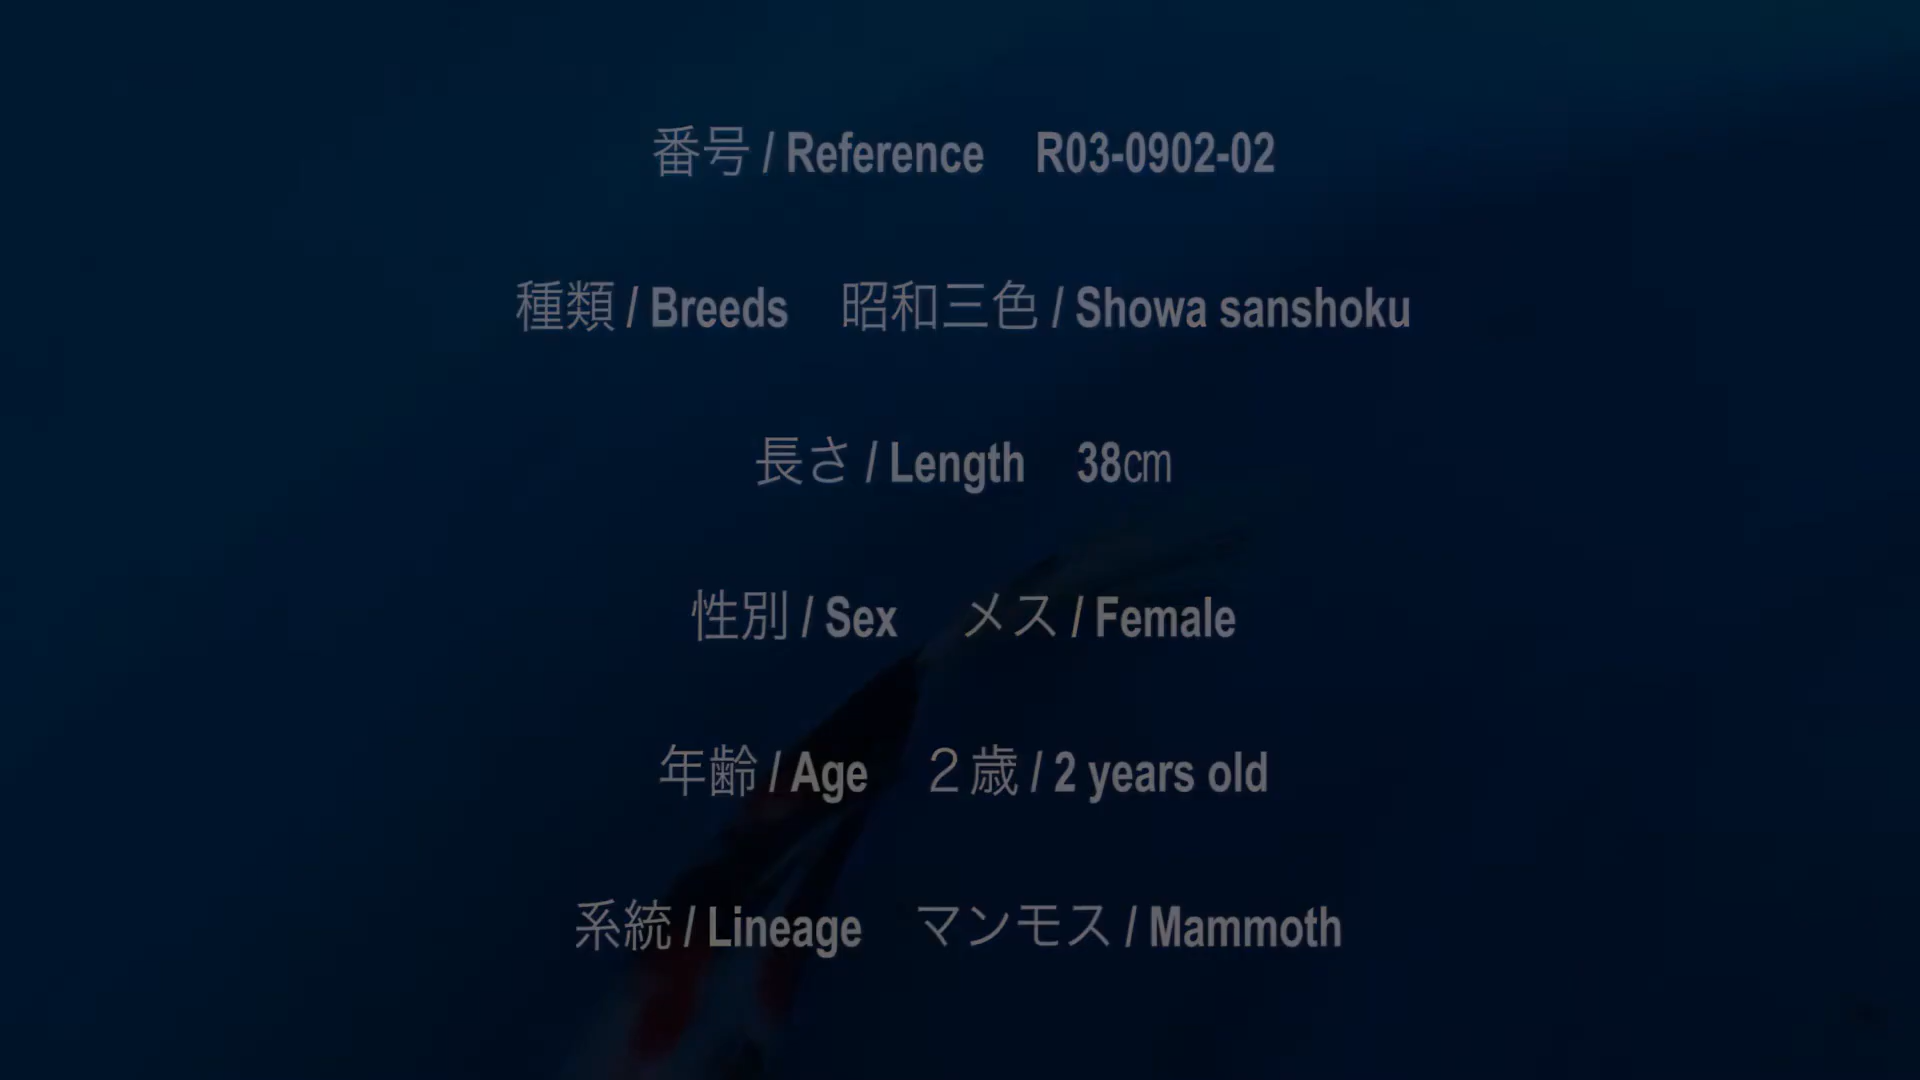 番号 / Reference　R03-0902-02
種類 / Breeds　昭和三色 / Showa sanshoku
長さ / Length　38㎝
性別 / Sex　メス / Female
年齢 / Age　２歳 / 2 years old
系統 / Lineage　マンモス / Mammoth